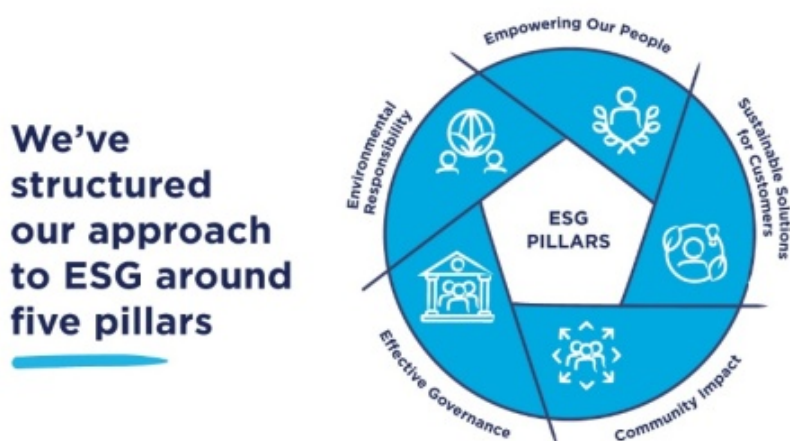 We've
structured
our approach
to ESG around
five pillars
Empowering Our People
Environmental
Responsibility
Sustainable Solutions
for Customers
ESG
PILLARS
Effective Governance
Community Impact